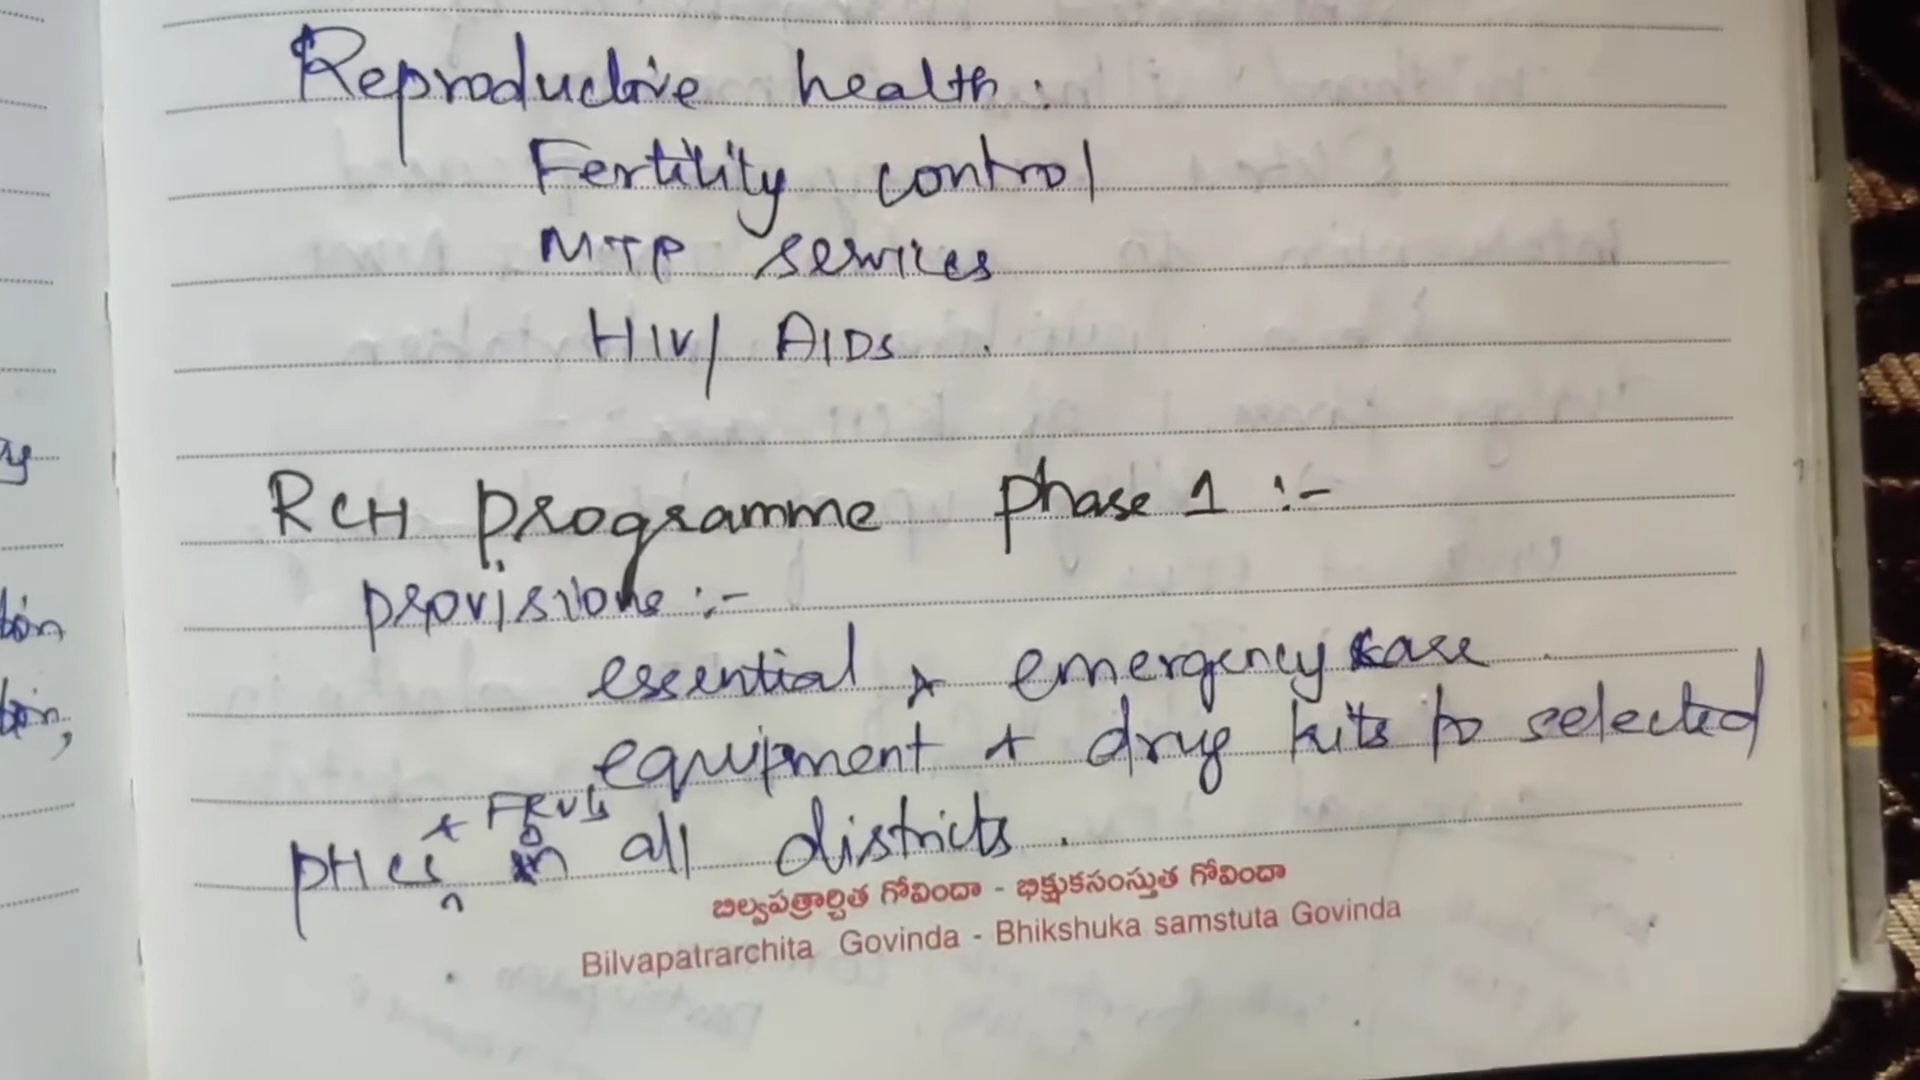 Reproductive health :
Fertility control
MTP services
HIV/ AIDS .
RCH programme phase 1 :-
provisions :-
essential & emergency care
equipment & drug kits to selected
PHCs & FRUs in all districts .
బిల్వపత్రార్చిత గోవిందా - భిక్షుకసంస్తుత గోవిందా
Bilvapatrarchita Govinda - Bhikshuka samstuta Govinda